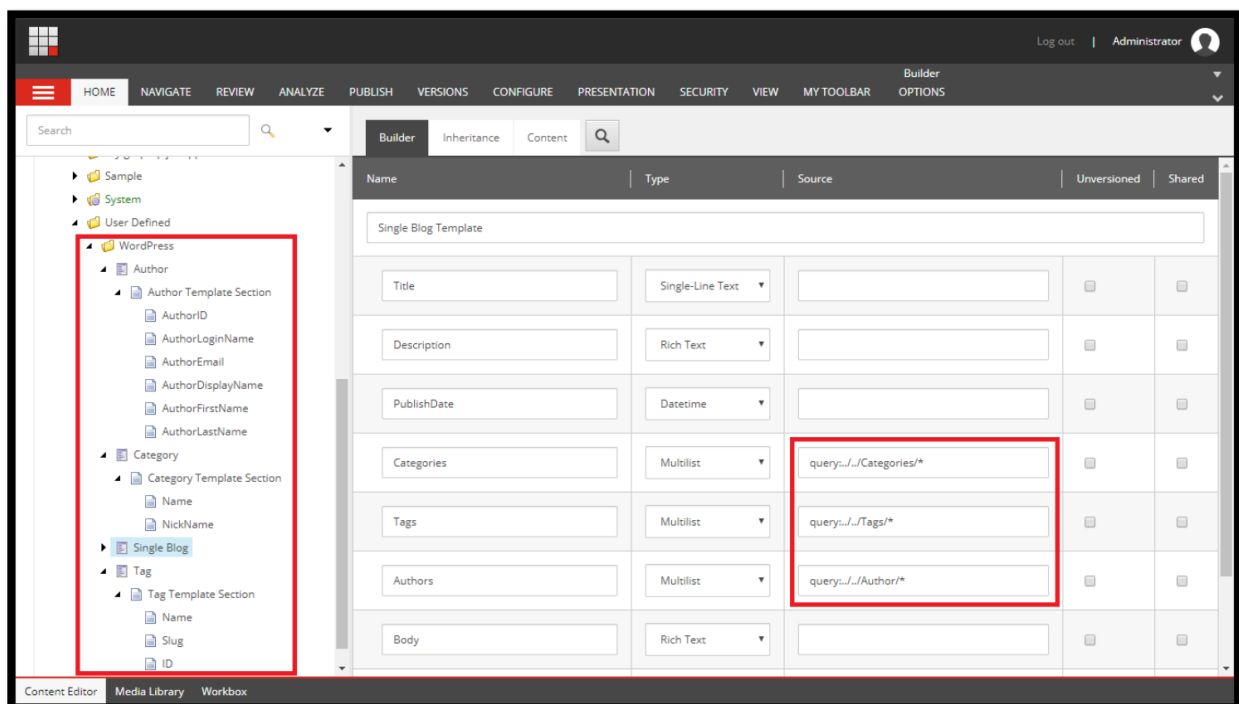 Log out | Administrator
Builder
HOME NAVIGATE REVIEW ANALYZE PUBLISH VERSIONS CONFIGURE PRESENTATION SECURITY VIEW MY TOOLBAR OPTIONS
Search
Builder Inheritance Content
Sample
System
User Defined
WordPress
Author
Author Template Section
AuthorID
AuthorLoginName
AuthorEmail
AuthorDisplayName
AuthorFirstName
AuthorLastName
Category
Category Template Section
Name
NickName
Single Blog
Tag
Tag Template Section
Name
Slug
ID
Name Type Source Unversioned Shared
Single Blog Template
Title Single-Line Text
Description Rich Text
PublishDate Datetime
Categories Multilist query:../../Categories/*
Tags Multilist query:../../Tags/*
Authors Multilist query:../../Author/*
Body Rich Text
Content Editor Media Library Workbox